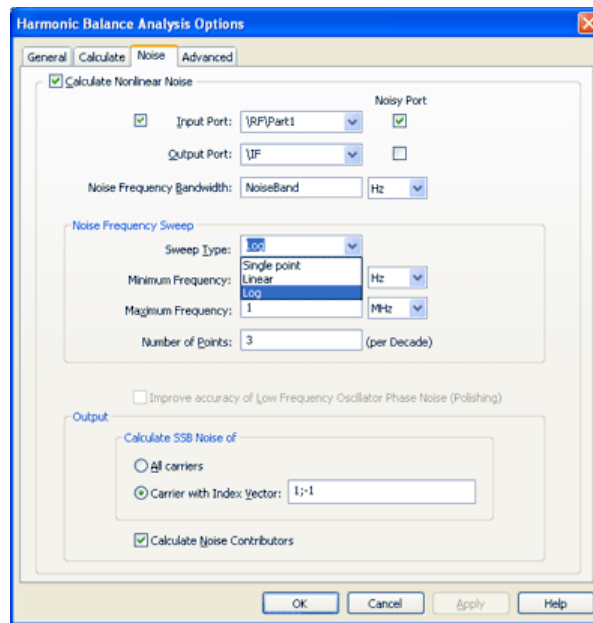 Harmonic Balance Analysis Options
General Calculate Noise Advanced
Calculate Nonlinear Noise
Noisy Port
Input Port: \RF\Part1
Output Port: \IF
Noise Frequency Bandwidth: NoiseBand Hz
Noise Frequency Sweep
Sweep Type: Log
Single point
Linear
Minimum Frequency: Hz
Log
Maximum Frequency: 1 MHz
Number of Points: 3 (per Decade)
Improve accuracy of Low Frequency Oscillator Phase Noise (Polishing)
Output
Calculate SSB Noise of
All carriers
Carrier with Index Vector: 1;-1
Calculate Noise Contributors
OK Cancel Apply Help